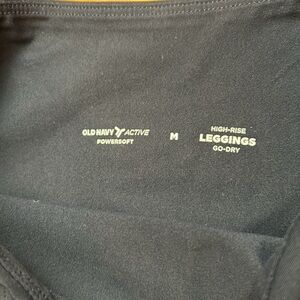 OLD NAVY ACTIVE
POWERSOFT
M
HIGH-RISE
LEGGINGS
GO-DRY